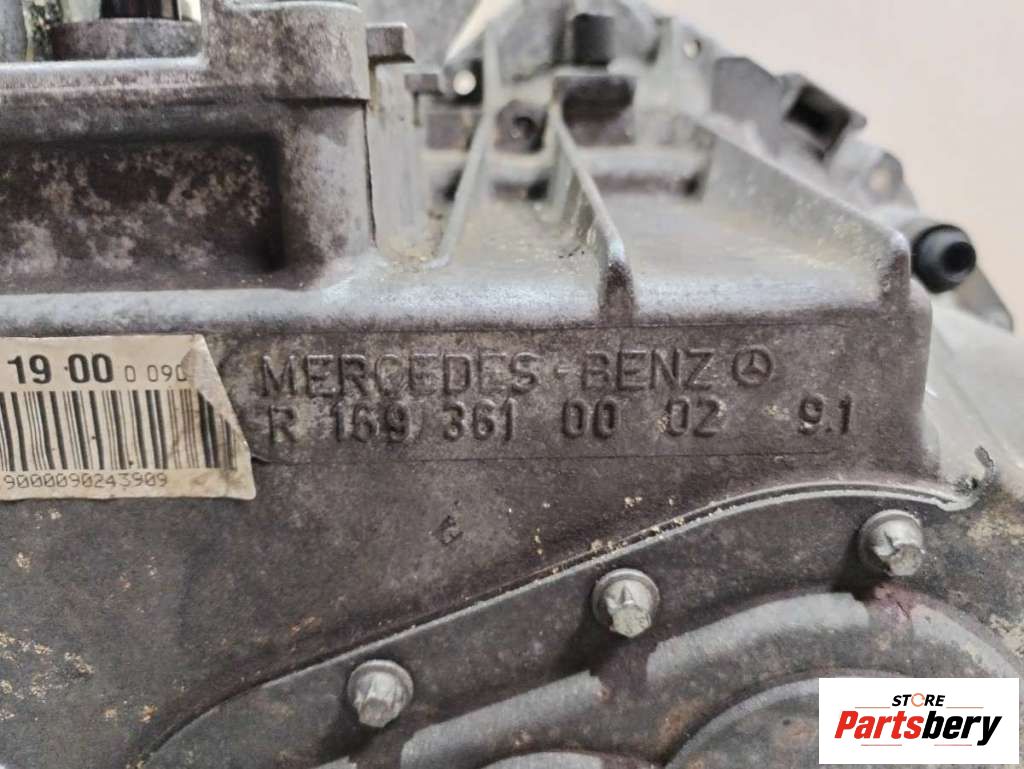 19 00 0 090
9000090243909
MERCEDES-BENZ
R 169 361 00 02 9.1
STORE
Partsbery